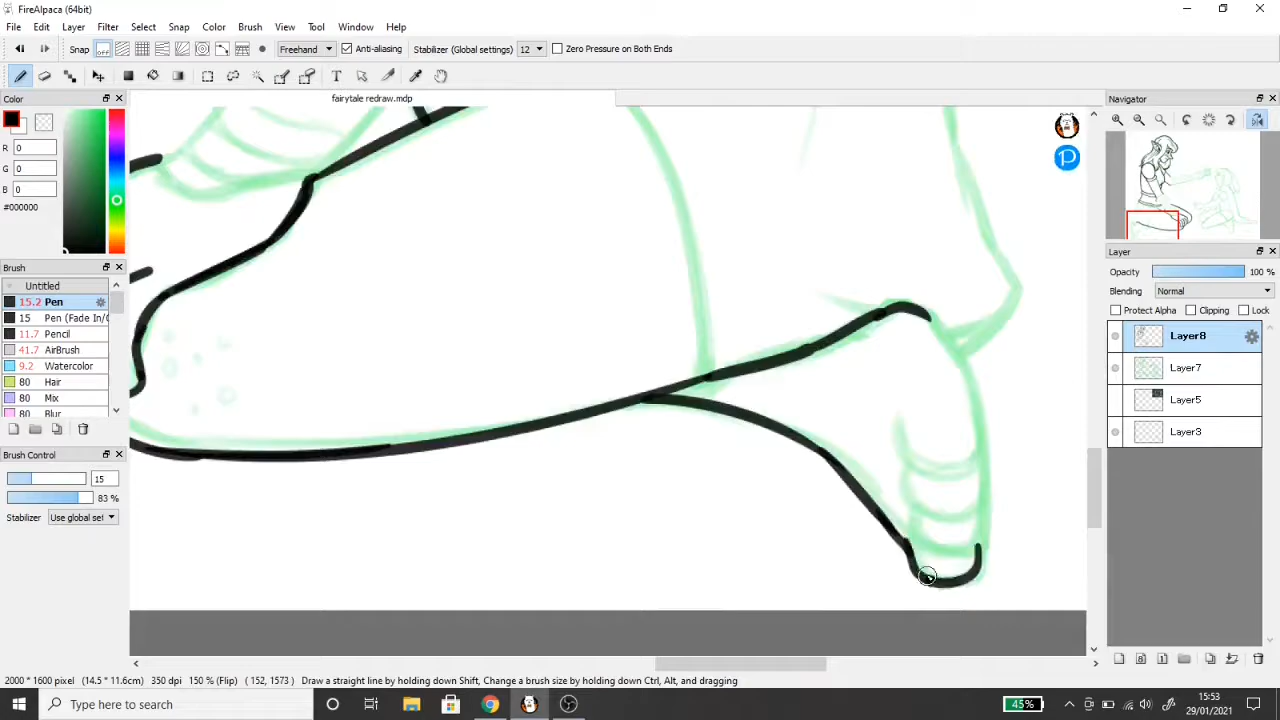 FireAlpaca (64bit)
File Edit Layer Filter Select Snap Color Brush View Tool Window Help
Snap OFF Freehand Anti-aliasing Stabilizer (Global settings) 12 Zero Pressure on Both Ends
T
Color fairytale redraw.mdp Navigator
R 0
G 0
B 0
#000000
P
Layer
Opacity 100 %
Blending Normal
Protect Alpha Clipping Lock
Layer8
Layer7
Layer5
Layer3
Brush
Untitled
15.2 Pen
15 Pen (Fade In/
11.7 Pencil
41.7 AirBrush
9.2 Watercolor
80 Hair
80 Mix
80 Blur
Brush Control
15
83 %
Stabilizer Use global set
2000 * 1600 pixel (14.5 * 11.6cm) 350 dpi 150 % (Flip) ( 152, 1573 ) Draw a straight line by holding down Shift, Change a brush size by holding down Ctrl, Alt, and dragging
Type here to search
45%
15:53
29/01/2021